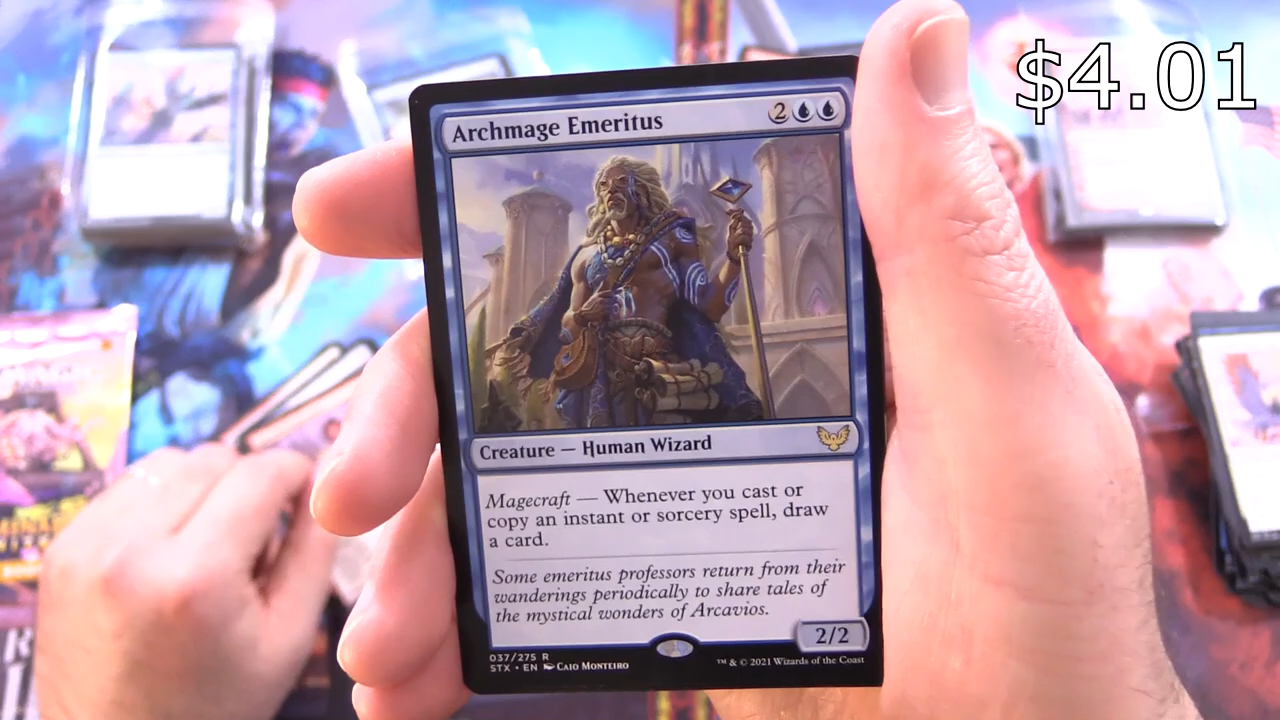 $4.01
Archmage Emeritus 2
Creature — Human Wizard
Magecraft — Whenever you cast or
copy an instant or sorcery spell, draw
a card.
Some emeritus professors return from their
wanderings periodically to share tales of
the mystical wonders of Arcavios.
2/2
037/275 R
STX • EN Caio Monteiro
™ & © 2021 Wizards of the Coast